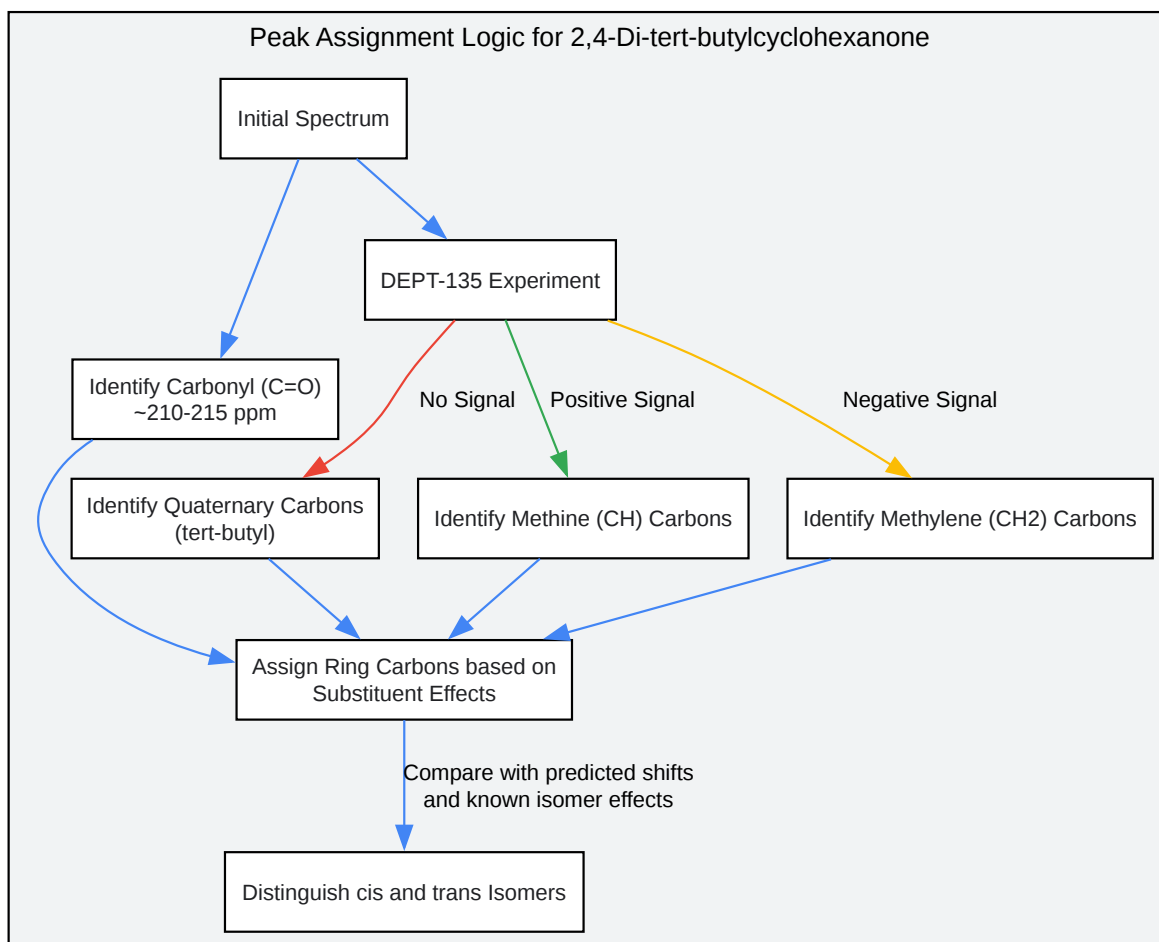 Peak Assignment Logic for 2,4-Di-tert-butylcyclohexanone
Initial Spectrum
DEPT-135 Experiment
Identify Carbonyl (C=O)
~210-215 ppm
No Signal
Positive Signal
Negative Signal
Identify Quaternary Carbons
(tert-butyl)
Identify Methine (CH) Carbons
Identify Methylene (CH2) Carbons
Assign Ring Carbons based on
Substituent Effects
Compare with predicted shifts
and known isomer effects
Distinguish cis and trans Isomers